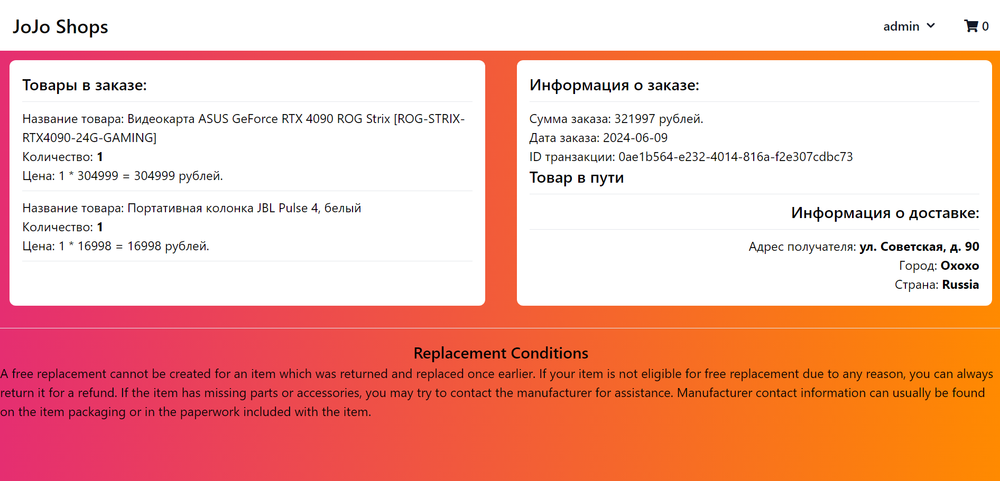 JoJo Shops
admin
0
Товары в заказе:
Название товара: Видеокарта ASUS GeForce RTX 4090 ROG Strix [ROG-STRIX-
RTX4090-24G-GAMING]
Количество: 1
Цена: 1 * 304999 = 304999 рублей.
Название товара: Портативная колонка JBL Pulse 4, белый
Количество: 1
Цена: 1 * 16998 = 16998 рублей.
Информация о заказе:
Сумма заказа: 321997 рублей.
Дата заказа: 2024-06-09
ID транзакции: 0ae1b564-e232-4014-816a-f2e307cdbc73
Товар в пути
Информация о доставке:
Адрес получателя: ул. Советская, д. 90
Город: Охохо
Страна: Russia
Replacement Conditions
A free replacement cannot be created for an item which was returned and replaced once earlier. If your item is not eligible for free replacement due to any reason, you can always
return it for a refund. If the item has missing parts or accessories, you may try to contact the manufacturer for assistance. Manufacturer contact information can usually be found
on the item packaging or in the paperwork included with the item.